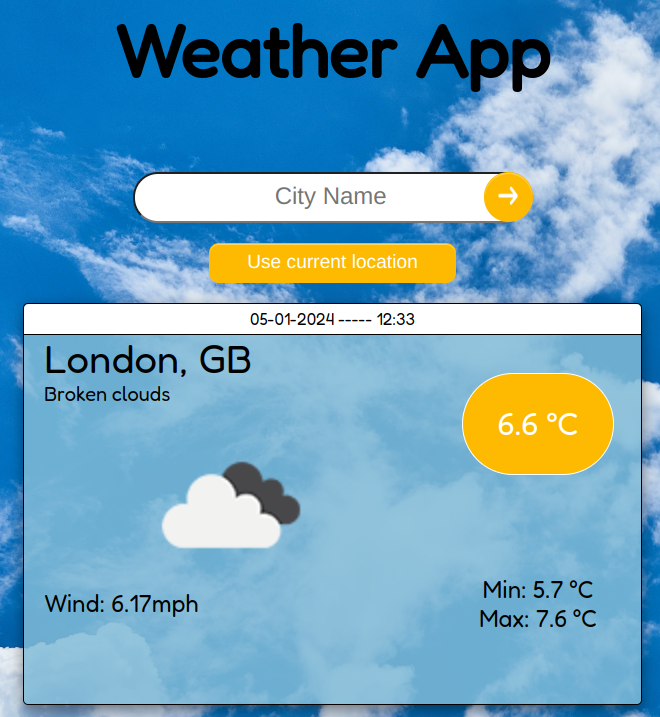 Weather App
City Name
Use current location
05-01-2024 ----- 12:33
London, GB
Broken clouds
6.6 °C
Wind: 6.17mph
Min: 5.7 °C
Max: 7.6 °C